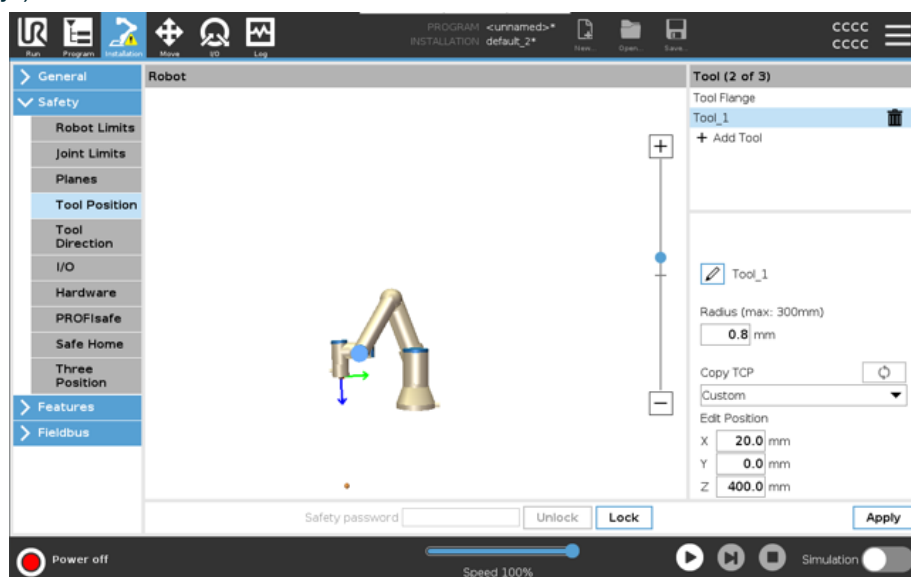 PROGRAM <unnamed>*
INSTALLATION default_2*
Run Program Installation Move I/O Log New... Open... Save...
CCCC
CCCC
General
Safety
Robot Limits
Joint Limits
Planes
Tool Position
Tool
Direction
I/O
Hardware
PROFIsafe
Safe Home
Three
Position
Features
Fieldbus
Robot
Tool (2 of 3)
Tool Flange
Tool_1
+ Add Tool
Tool_1
Radius (max: 300mm)
0.8 mm
Copy TCP
Custom
Edit Position
X 20.0 mm
Y 0.0 mm
Z 400.0 mm
Safety password Unlock Lock Apply
Power off
Speed 100%
Simulation